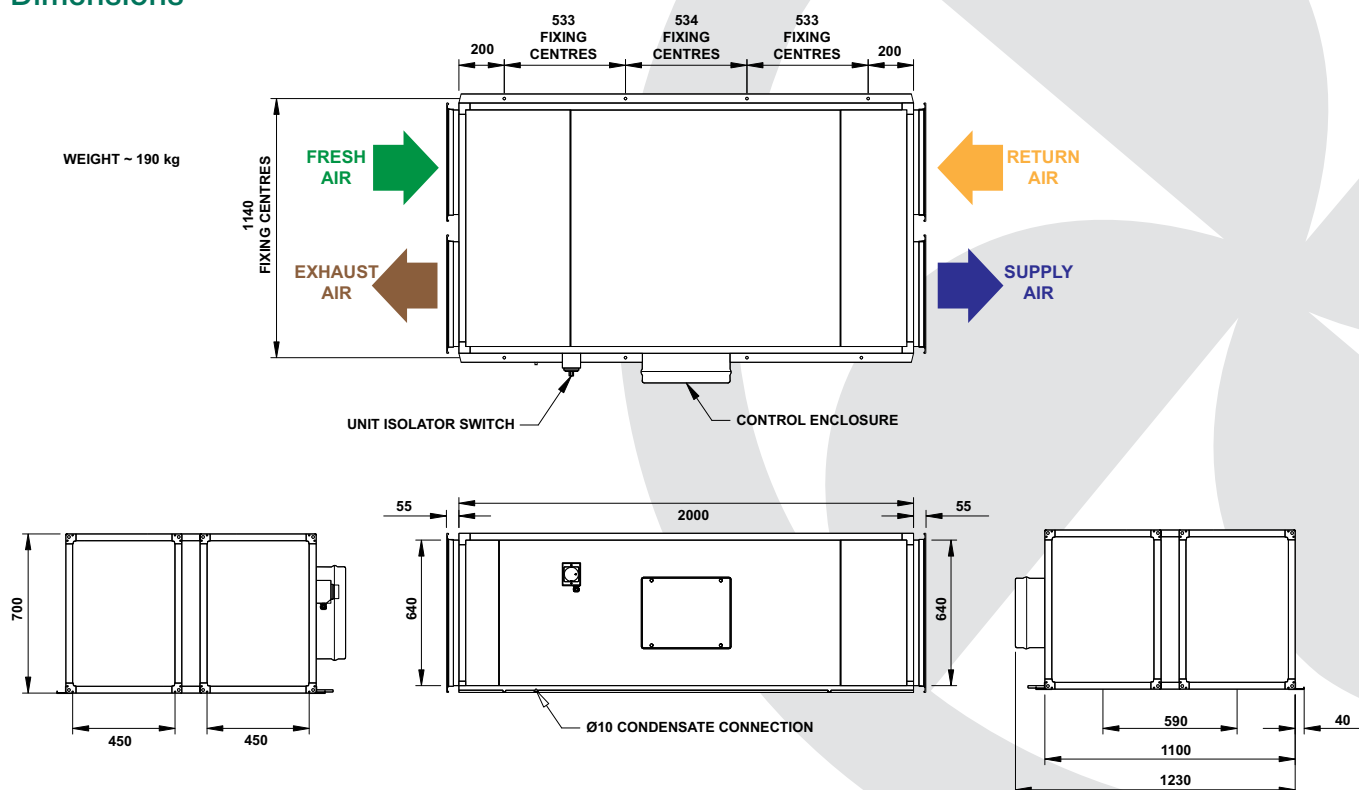 Dimensions
533
FIXING
CENTRES
534
FIXING
CENTRES
533
FIXING
CENTRES
200
200
WEIGHT ~ 190 kg
1140
FIXING CENTRES
FRESH
AIR
RETURN
AIR
EXHAUST
AIR
SUPPLY
AIR
UNIT ISOLATOR SWITCH
CONTROL ENCLOSURE
55
2000
55
700
640
640
450
450
Ø10 CONDENSATE CONNECTION
590
40
1100
1230